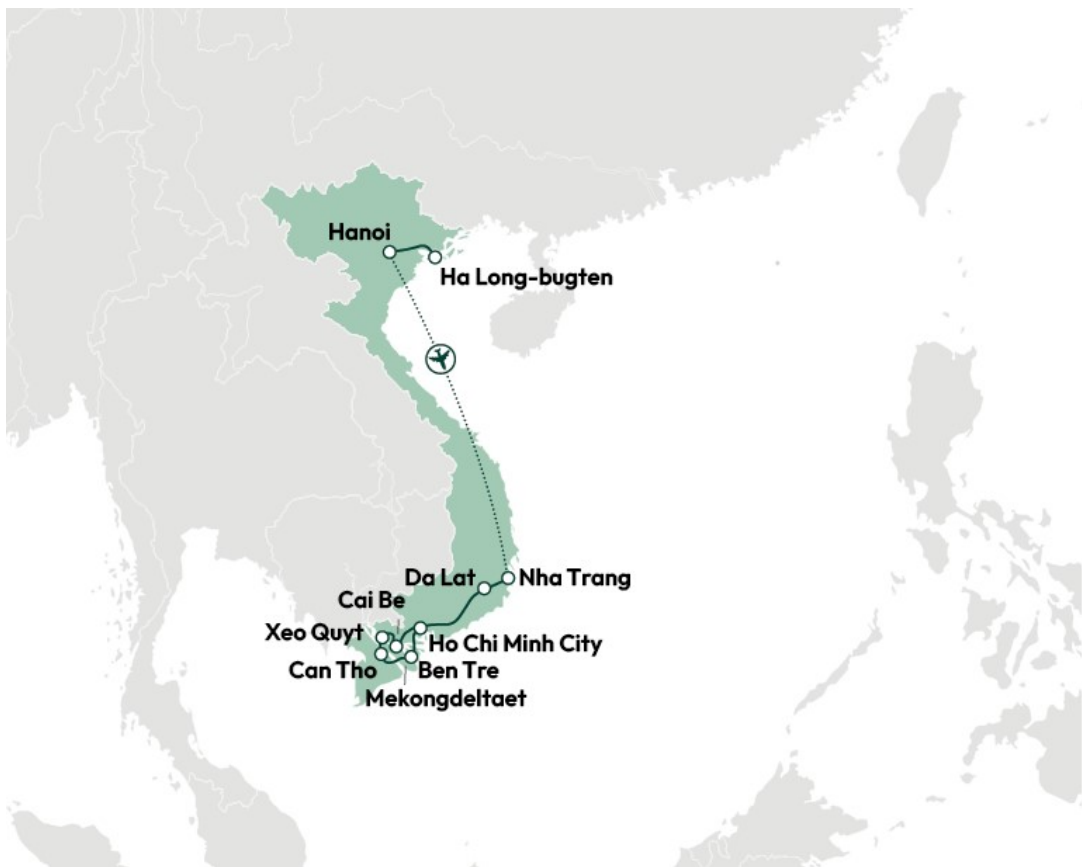 Hanoi
Ha Long-bugten
Da Lat
Nha Trang
Cai Be
Xeo Quyt
Ho Chi Minh City
Can Tho
Ben Tre
Mekongdeltaet